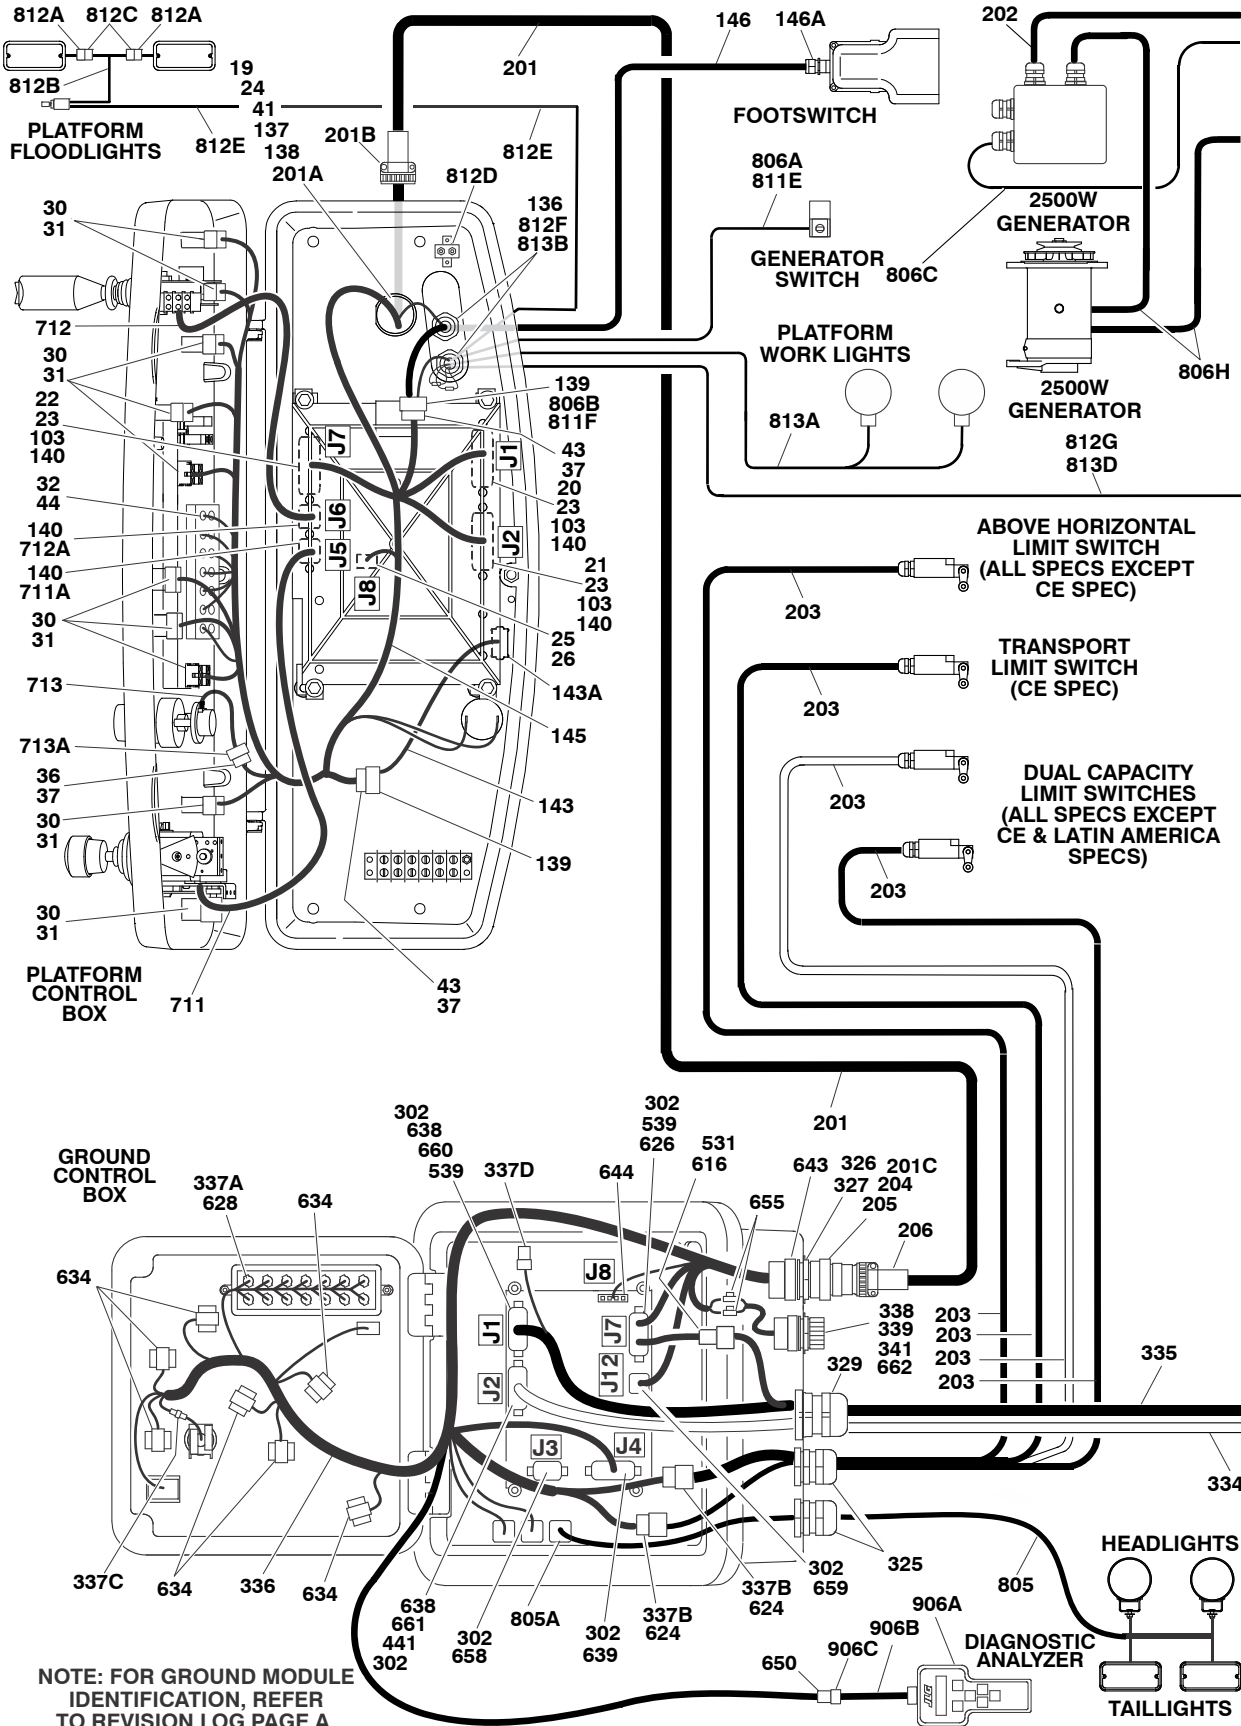 812A 812C 812A
812B
PLATFORM
FLOODLIGHTS
812E
19
24
41
137
138
201A
201B
201
812E
812D
136
812F
813B
146 146A
FOOTSWITCH
806A
811E
GENERATOR
SWITCH
202
2500W
GENERATOR
806C
2500W
GENERATOR
806H
PLATFORM
WORK LIGHTS
813A
812G
813D
30
31
712
30
31
22
23
103
140
32
44
140
712A
140
711A
30
31
713
713A
36
37
30
31
30
31
PLATFORM
CONTROL
BOX
711
J7
J6
J5
J8
J1
J2
139
806B
811F
43
37
20
23
103
140
21
23
103
140
25
26
143A
145
143
139
43
37
ABOVE HORIZONTAL
LIMIT SWITCH
(ALL SPECS EXCEPT
CE SPEC)
203
TRANSPORT
LIMIT SWITCH
(CE SPEC)
203
DUAL CAPACITY
LIMIT SWITCHES
(ALL SPECS EXCEPT
CE & LATIN AMERICA
SPECS)
203
203
201
GROUND
CONTROL
BOX
337A
628
634
634
302
638
660
539
337D
644
302
539
626
531
616
655
643
326
327
201C
204
205
206
J8
J1
J2
J7
J12
J3
J4
338
339
341
662
329
203
203
203
203
335
334
337C
634
336
634
638
661
441
302
302
658
805A
302
639
337B
624
337B
624
302
659
325
805
HEADLIGHTS
TAILLIGHTS
906A
906B
906C
650
DIAGNOSTIC
ANALYZER
JLG
NOTE: FOR GROUND MODULE
IDENTIFICATION, REFER
TO REVISION LOG PAGE A